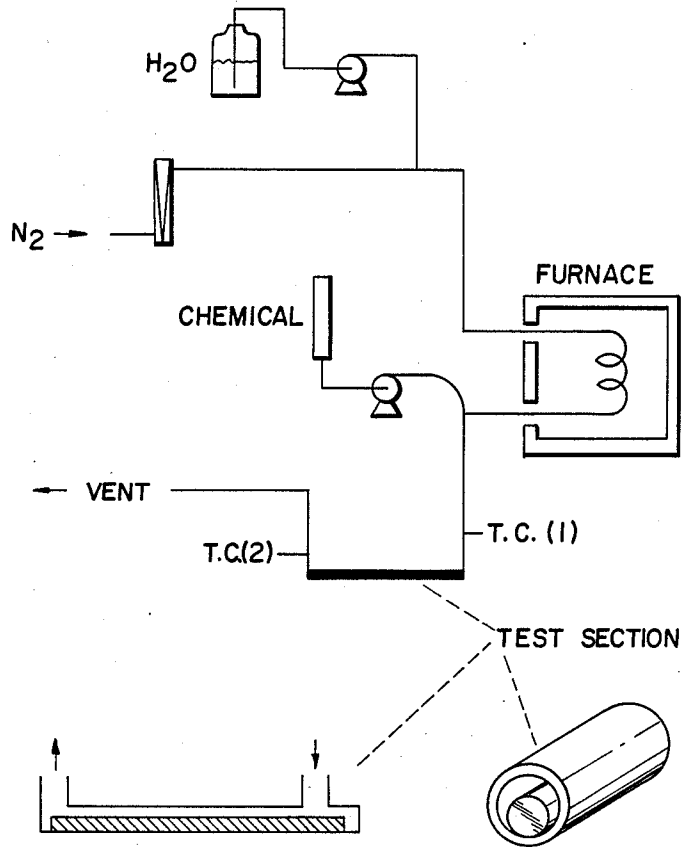 H2O
N2
FURNACE
CHEMICAL
VENT
T.C. (1)
T.C.(2)
TEST SECTION